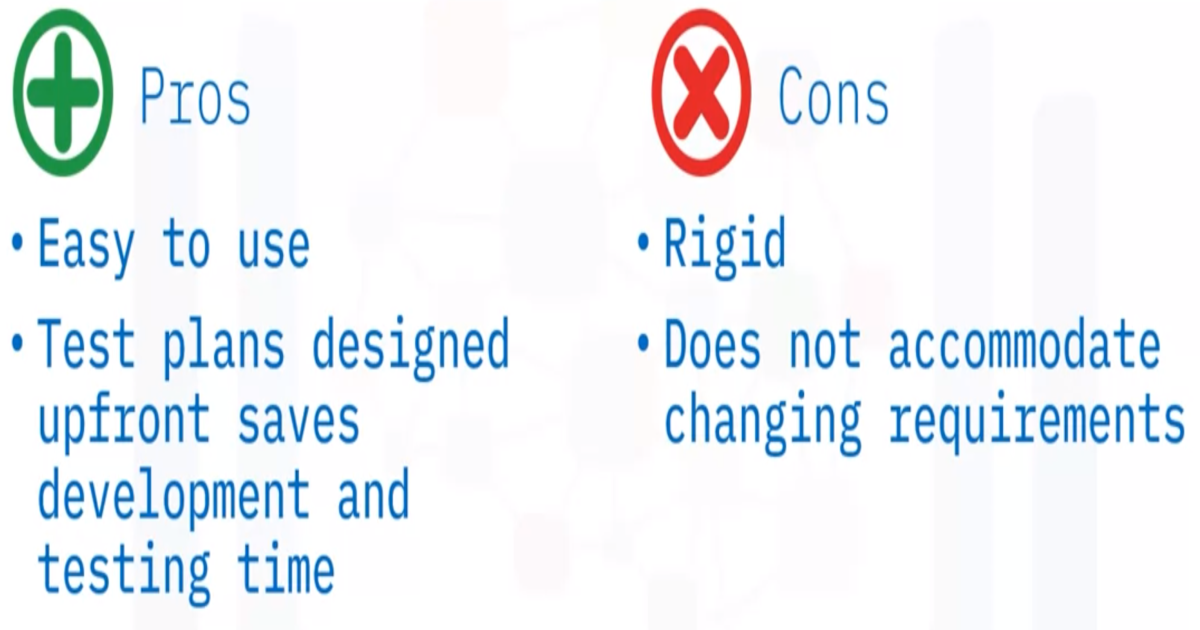 Pros
• Easy to use
• Test plans designed
upfront saves
development and
testing time
Cons
• Rigid
• Does not accommodate
changing requirements